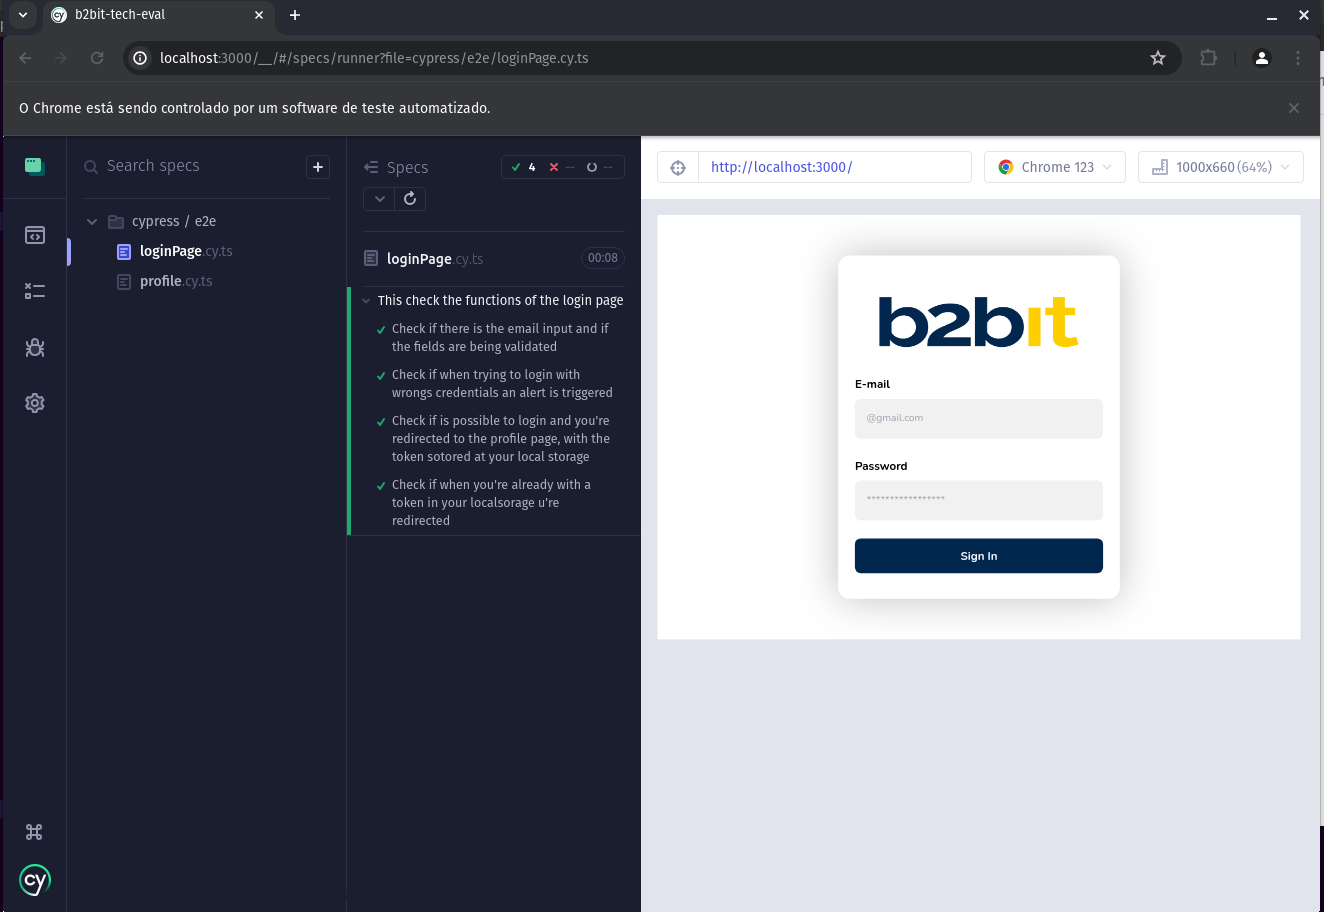 b2bit-tech-eval
localhost:3000/__/#/specs/runner?file=cypress/e2e/loginPage.cy.ts
O Chrome está sendo controlado por um software de teste automatizado.
Search specs
cypress / e2e
loginPage.cy.ts
profile.cy.ts
cy
Specs
4 -- --
loginPage.cy.ts 00:08
This check the functions of the login page
Check if there is the email input and if
the fields are being validated
Check if when trying to login with
wrongs credentials an alert is triggered
Check if is possible to login and you're
redirected to the profile page, with the
token sotored at your local storage
Check if when you're already with a
token in your localsorage u're
redirected
http://localhost:3000/
Chrome 123
1000x660 (64%)
b2bit
E-mail
@gmail.com
Password
*****************
Sign In